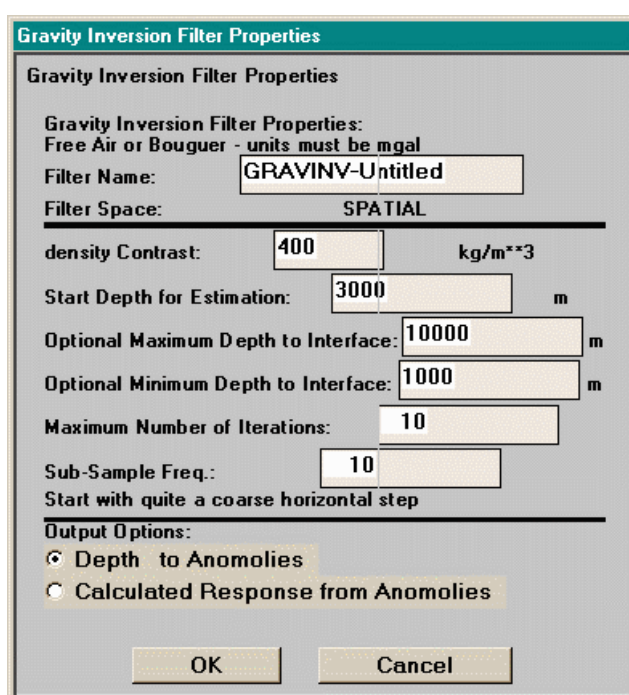 Gravity Inversion Filter Properties
Gravity Inversion Filter Properties
Gravity Inversion Filter Properties:
Free Air or Bouguer - units must be mgal
Filter Name: GRAVINV-Untitled
Filter Space: SPATIAL
density Contrast: 400 kg/m**3
Start Depth for Estimation: 3000 m
Optional Maximum Depth to Interface: 10000 m
Optional Minimum Depth to Interface: 1000 m
Maximum Number of Iterations: 10
Sub-Sample Freq.: 10
Start with quite a coarse horizontal step
Output Options:
Depth to Anomolies
Calculated Response from Anomolies
OK Cancel